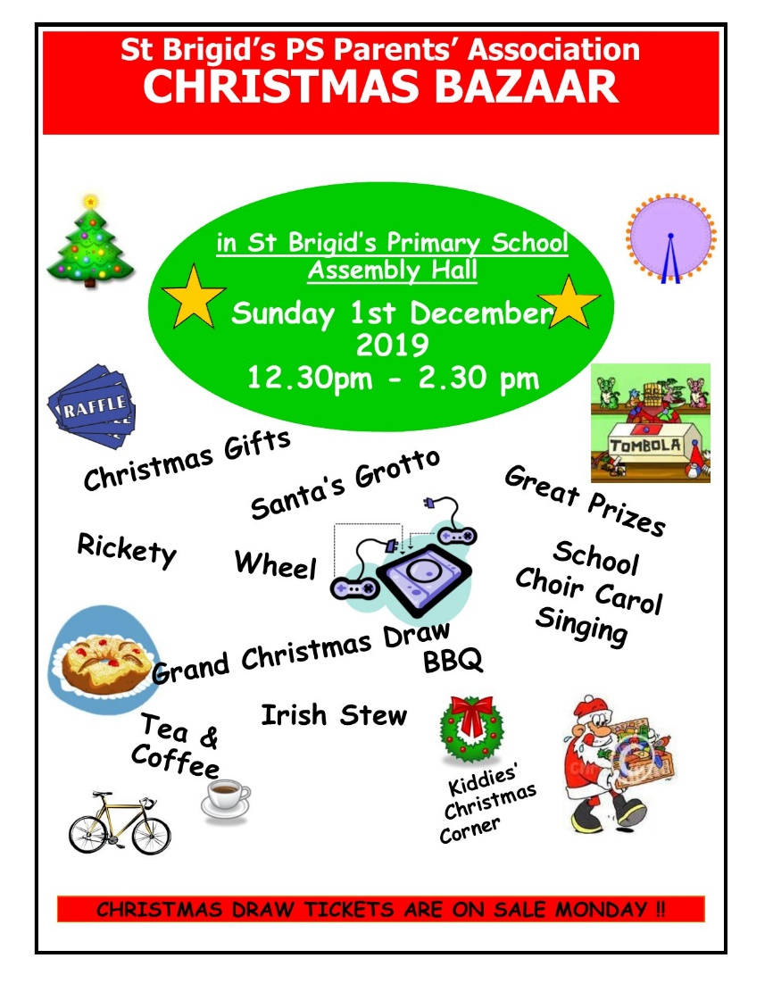 St Brigid’s PS Parents’ Association
CHRISTMAS BAZAAR
in St Brigid’s Primary School
Assembly Hall
Sunday 1st December
2019
12.30pm - 2.30 pm
RAFFLE
TOMBOLA
Christmas Gifts
Santa’s Grotto
Great Prizes
Rickety
Wheel
School
Choir Carol
Singing
Grand Christmas Draw
BBQ
Irish Stew
Tea &
Coffee
Kiddies’
Christmas
Corner
CHRISTMAS DRAW TICKETS ARE ON SALE MONDAY !!